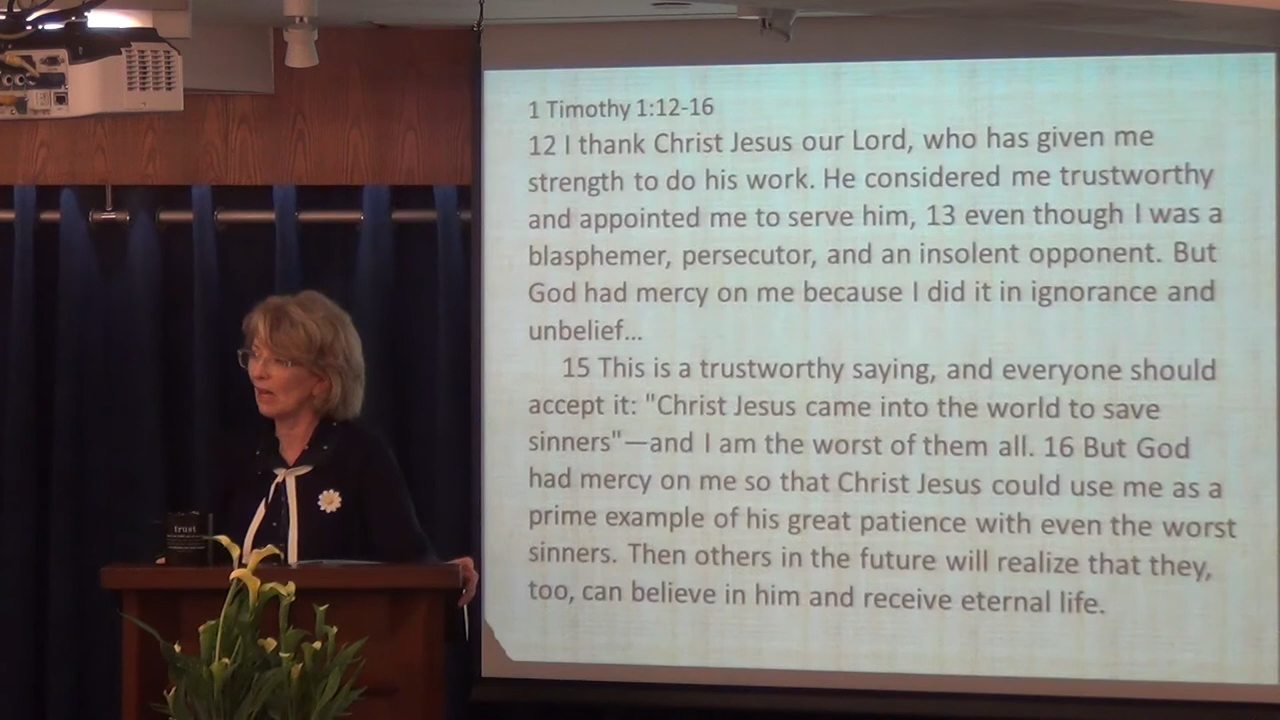 1 Timothy 1:12-16
12 I thank Christ Jesus our Lord, who has given me
strength to do his work. He considered me trustworthy
and appointed me to serve him, 13 even though I was a
blasphemer, persecutor, and an insolent opponent. But
God had mercy on me because I did it in ignorance and
unbelief...
15 This is a trustworthy saying, and everyone should
accept it: "Christ Jesus came into the world to save
sinners"—and I am the worst of them all. 16 But God
had mercy on me so that Christ Jesus could use me as a
prime example of his great patience with even the worst
sinners. Then others in the future will realize that they,
too, can believe in him and receive eternal life.
trust